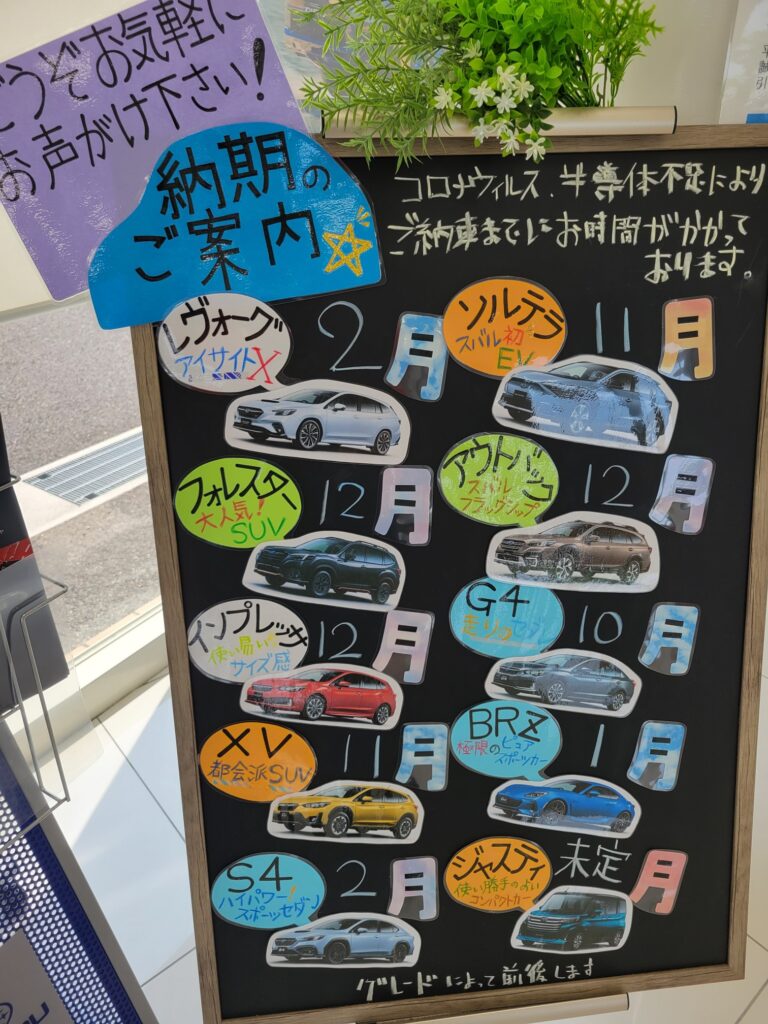 どうぞお気軽に
お声がけ下さい!
納期の
ご案内
コロナウィルス、半導体不足により
ご納車までにお時間がかかって
おります。
レヴォーグ
アイサイトX
2月
ソルテラ
スバル初
EV
11月
フォレスター
大人気!
SUV
12月
アウトバック
スバル
フラッグシップ
12月
インプレッサ
使い易い
サイズ感
12月
G4
走りの
10月
XV
都会派SUV
11月
BRZ
極限のピュア
スポーツカー
1月
S4
ハイパワー!
スポーツセダン
2月
ジャスティ
使い勝手のよい
コンパクトカー
未定月
グレードによって前後します